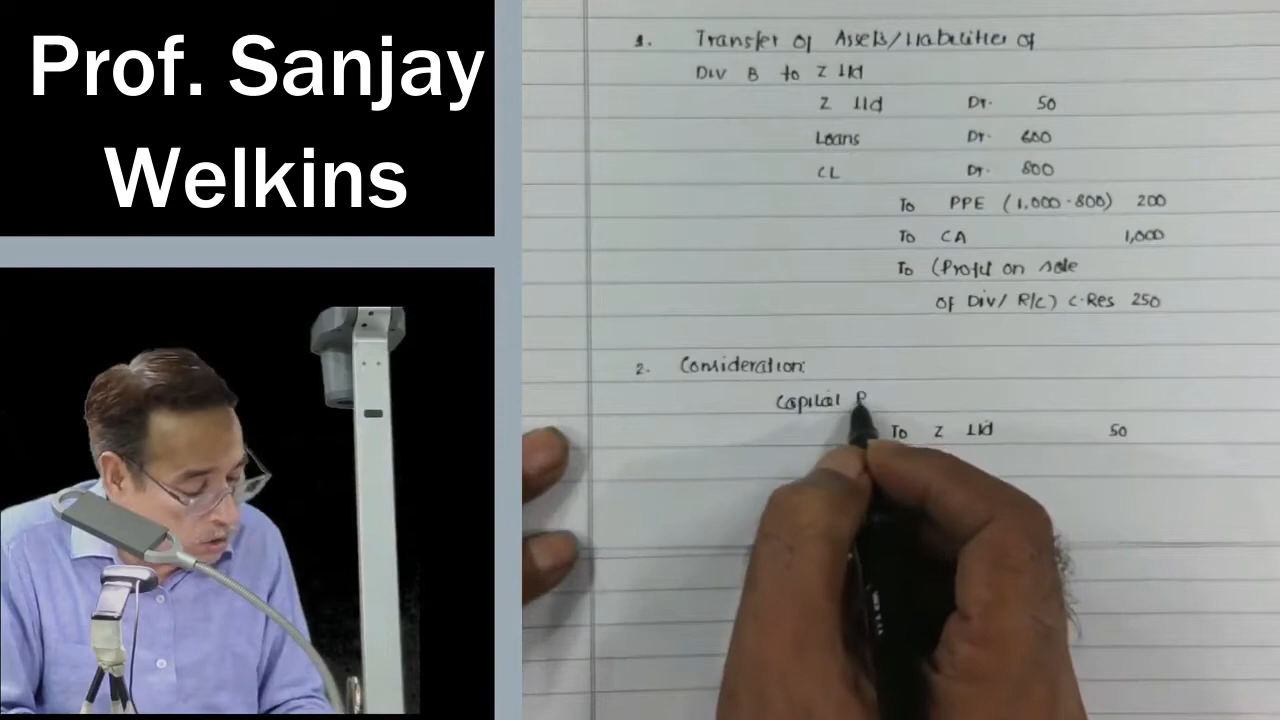 Prof. Sanjay
Welkins
1. Transfer of Assets/Liabilities of
Div B to Z Ltd
Z Ltd Dr. 50
Loans Dr. 600
CL Dr. 800
To PPE (1,000-800) 200
To CA 1,000
To (Profit on sale
of Div/ R/C) C.Res 250
2. Consideration:
Capital R
To Z Ltd 50